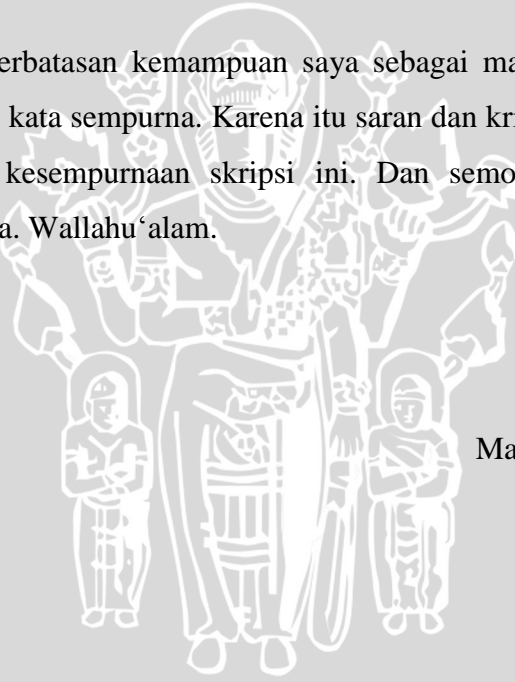 erbatasan kemampuan saya sebagai ma
kata sempurna. Karena itu saran dan kri
kesempurnaan skripsi ini. Dan semo
a. Wallahu‘alam.
Ma